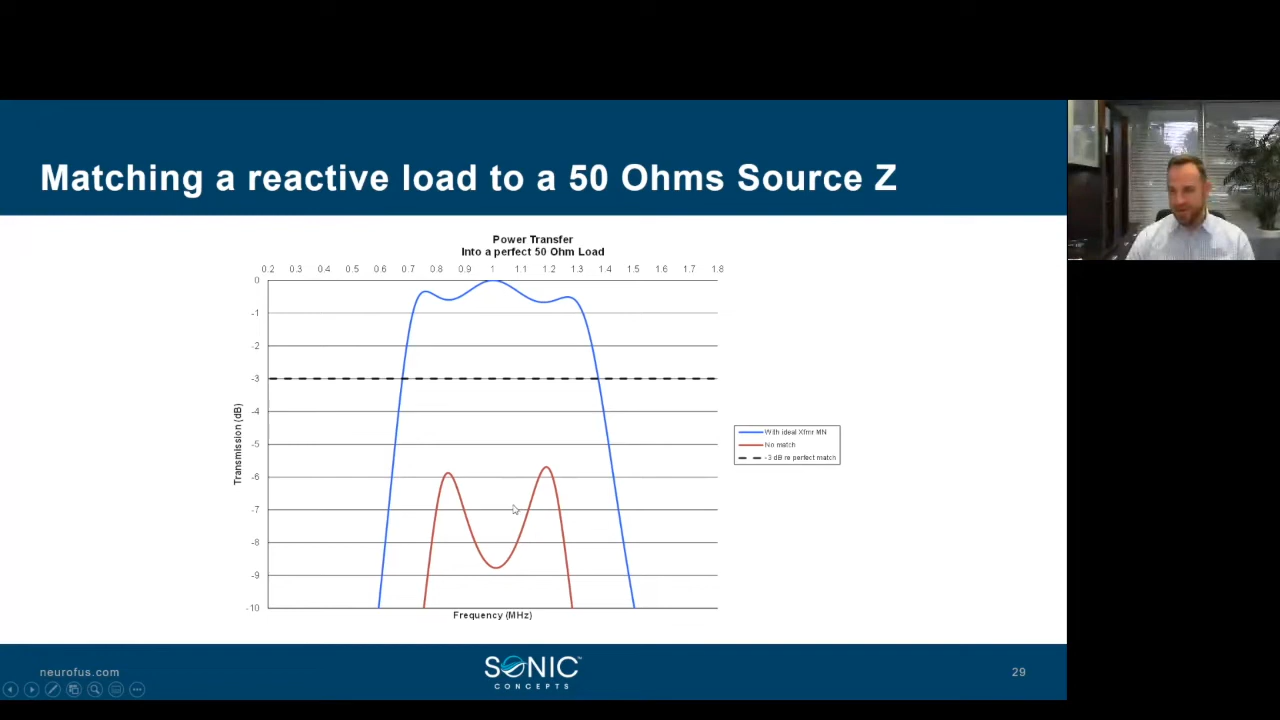 Matching a reactive load to a 50 Ohms Source Z
Power Transfer
Into a perfect 50 Ohm Load
0.2 0.3 0.4 0.5 0.6 0.7 0.8 0.9 1 1.1 1.2 1.3 1.4 1.5 1.6 1.7 1.8
0
-1
-2
-3
-4
-5
-6
-7
-8
-9
-10
Transmission (dB)
Frequency (MHz)
With ideal Xfmr MN
No match
-3 dB re perfect match
neurofus.com
SONIC™
CONCEPTS
29